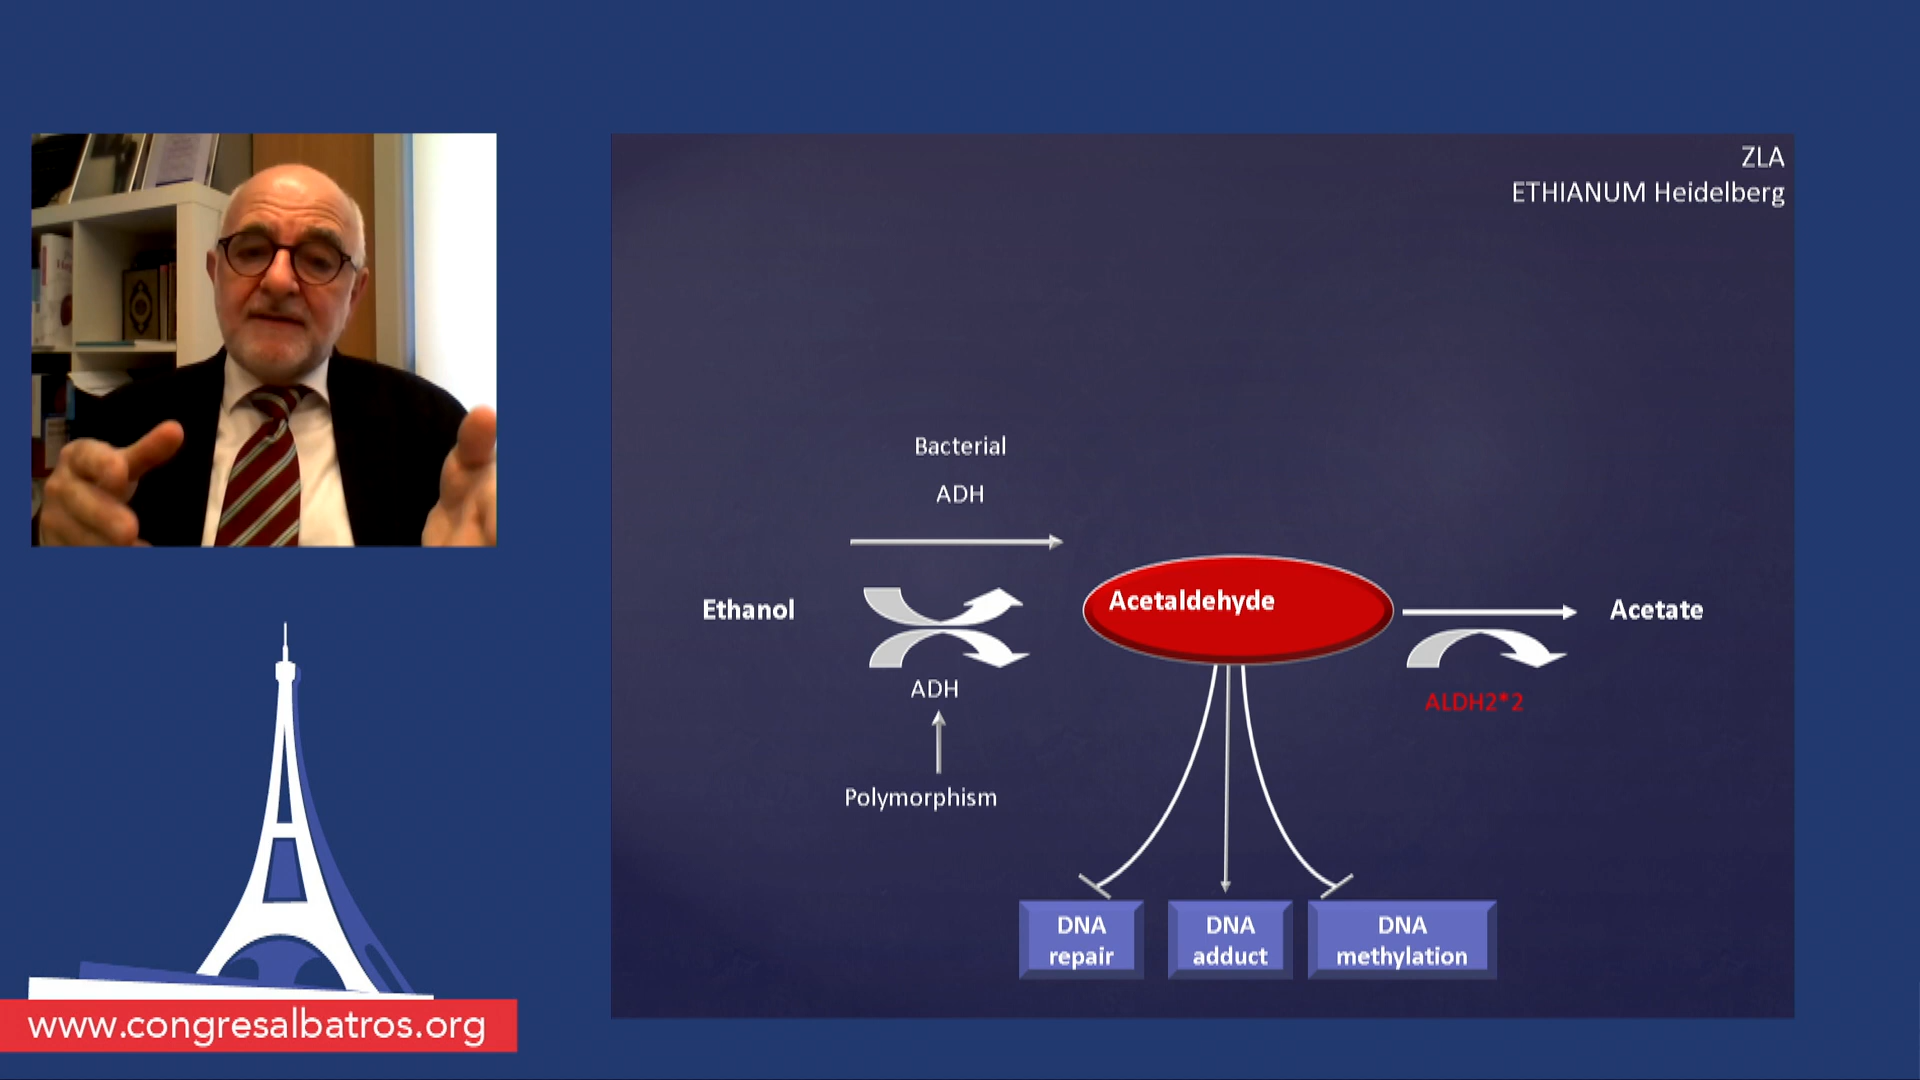 ZLA
ETHIANUM Heidelberg
Bacterial
ADH
Ethanol
Acetaldehyde
Acetate
ADH
ALDH2*2
Polymorphism
DNA
repair
DNA
adduct
DNA
methylation
www.congresalbatros.org